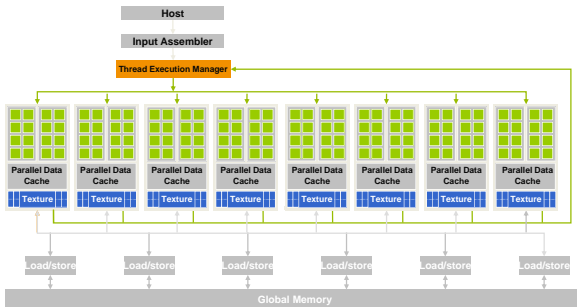 Host
Input Assembler
Thread Execution Manager
Parallel Data Cache
Parallel Data Cache
Parallel Data Cache
Parallel Data Cache
Parallel Data Cache
Parallel Data Cache
Parallel Data Cache
Parallel Data Cache
Texture Texture Texture Texture Texture Texture Texture Texture
Load/store Load/store Load/store Load/store Load/store Load/store
Global Memory